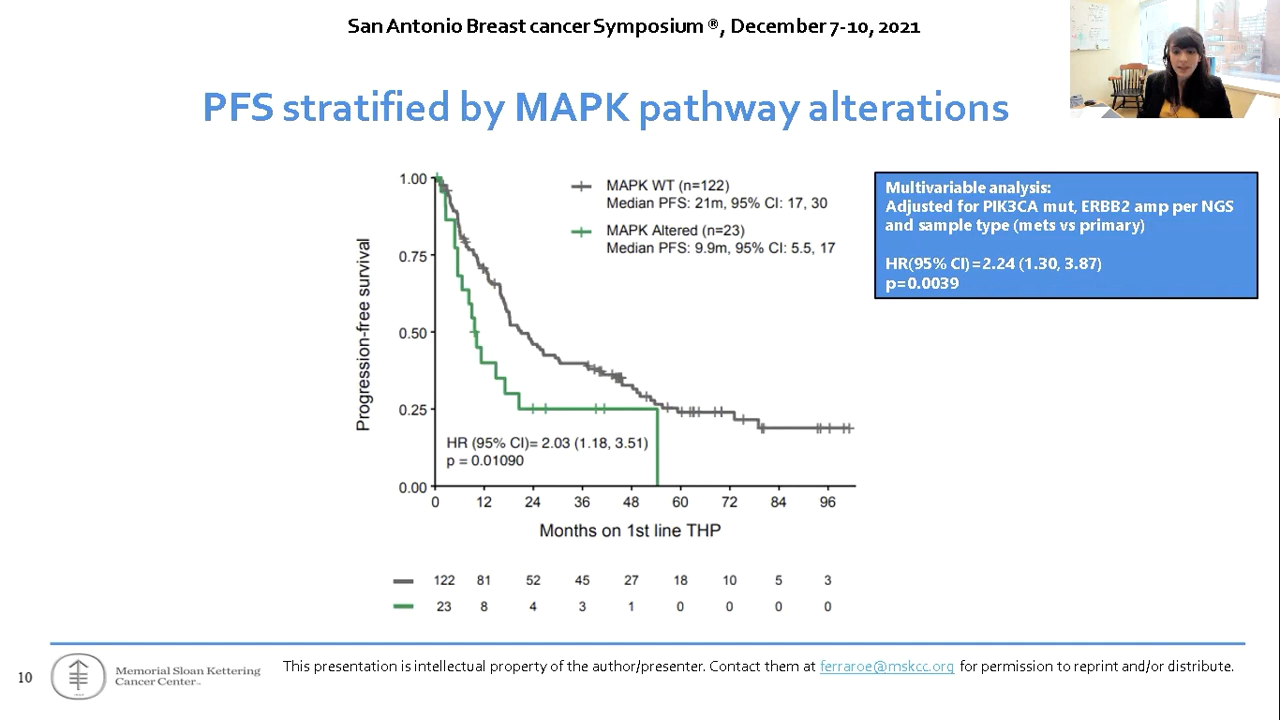 San Antonio Breast cancer Symposium ®, December 7-10, 2021
PFS stratified by MAPK pathway alterations
MAPK WT (n=122)
Median PFS: 21m, 95% CI: 17, 30
MAPK Altered (n=23)
Median PFS: 9.9m, 95% CI: 5.5, 17
Multivariable analysis:
Adjusted for PIK3CA mut, ERBB2 amp per NGS
and sample type (mets vs primary)
HR(95% CI)=2.24 (1.30, 3.87)
p=0.0039
Progression-free survival
1.00
0.75
0.50
0.25
0.00
HR (95% CI)= 2.03 (1.18, 3.51)
p = 0.01090
0 12 24 36 48 60 72 84 96
Months on 1st line THP
122 81 52 45 27 18 10 5 3
23 8 4 3 1 0 0 0 0
10
Memorial Sloan Kettering
Cancer Center
This presentation is intellectual property of the author/presenter. Contact them at ferraroe@mskcc.org for permission to reprint and/or distribute.